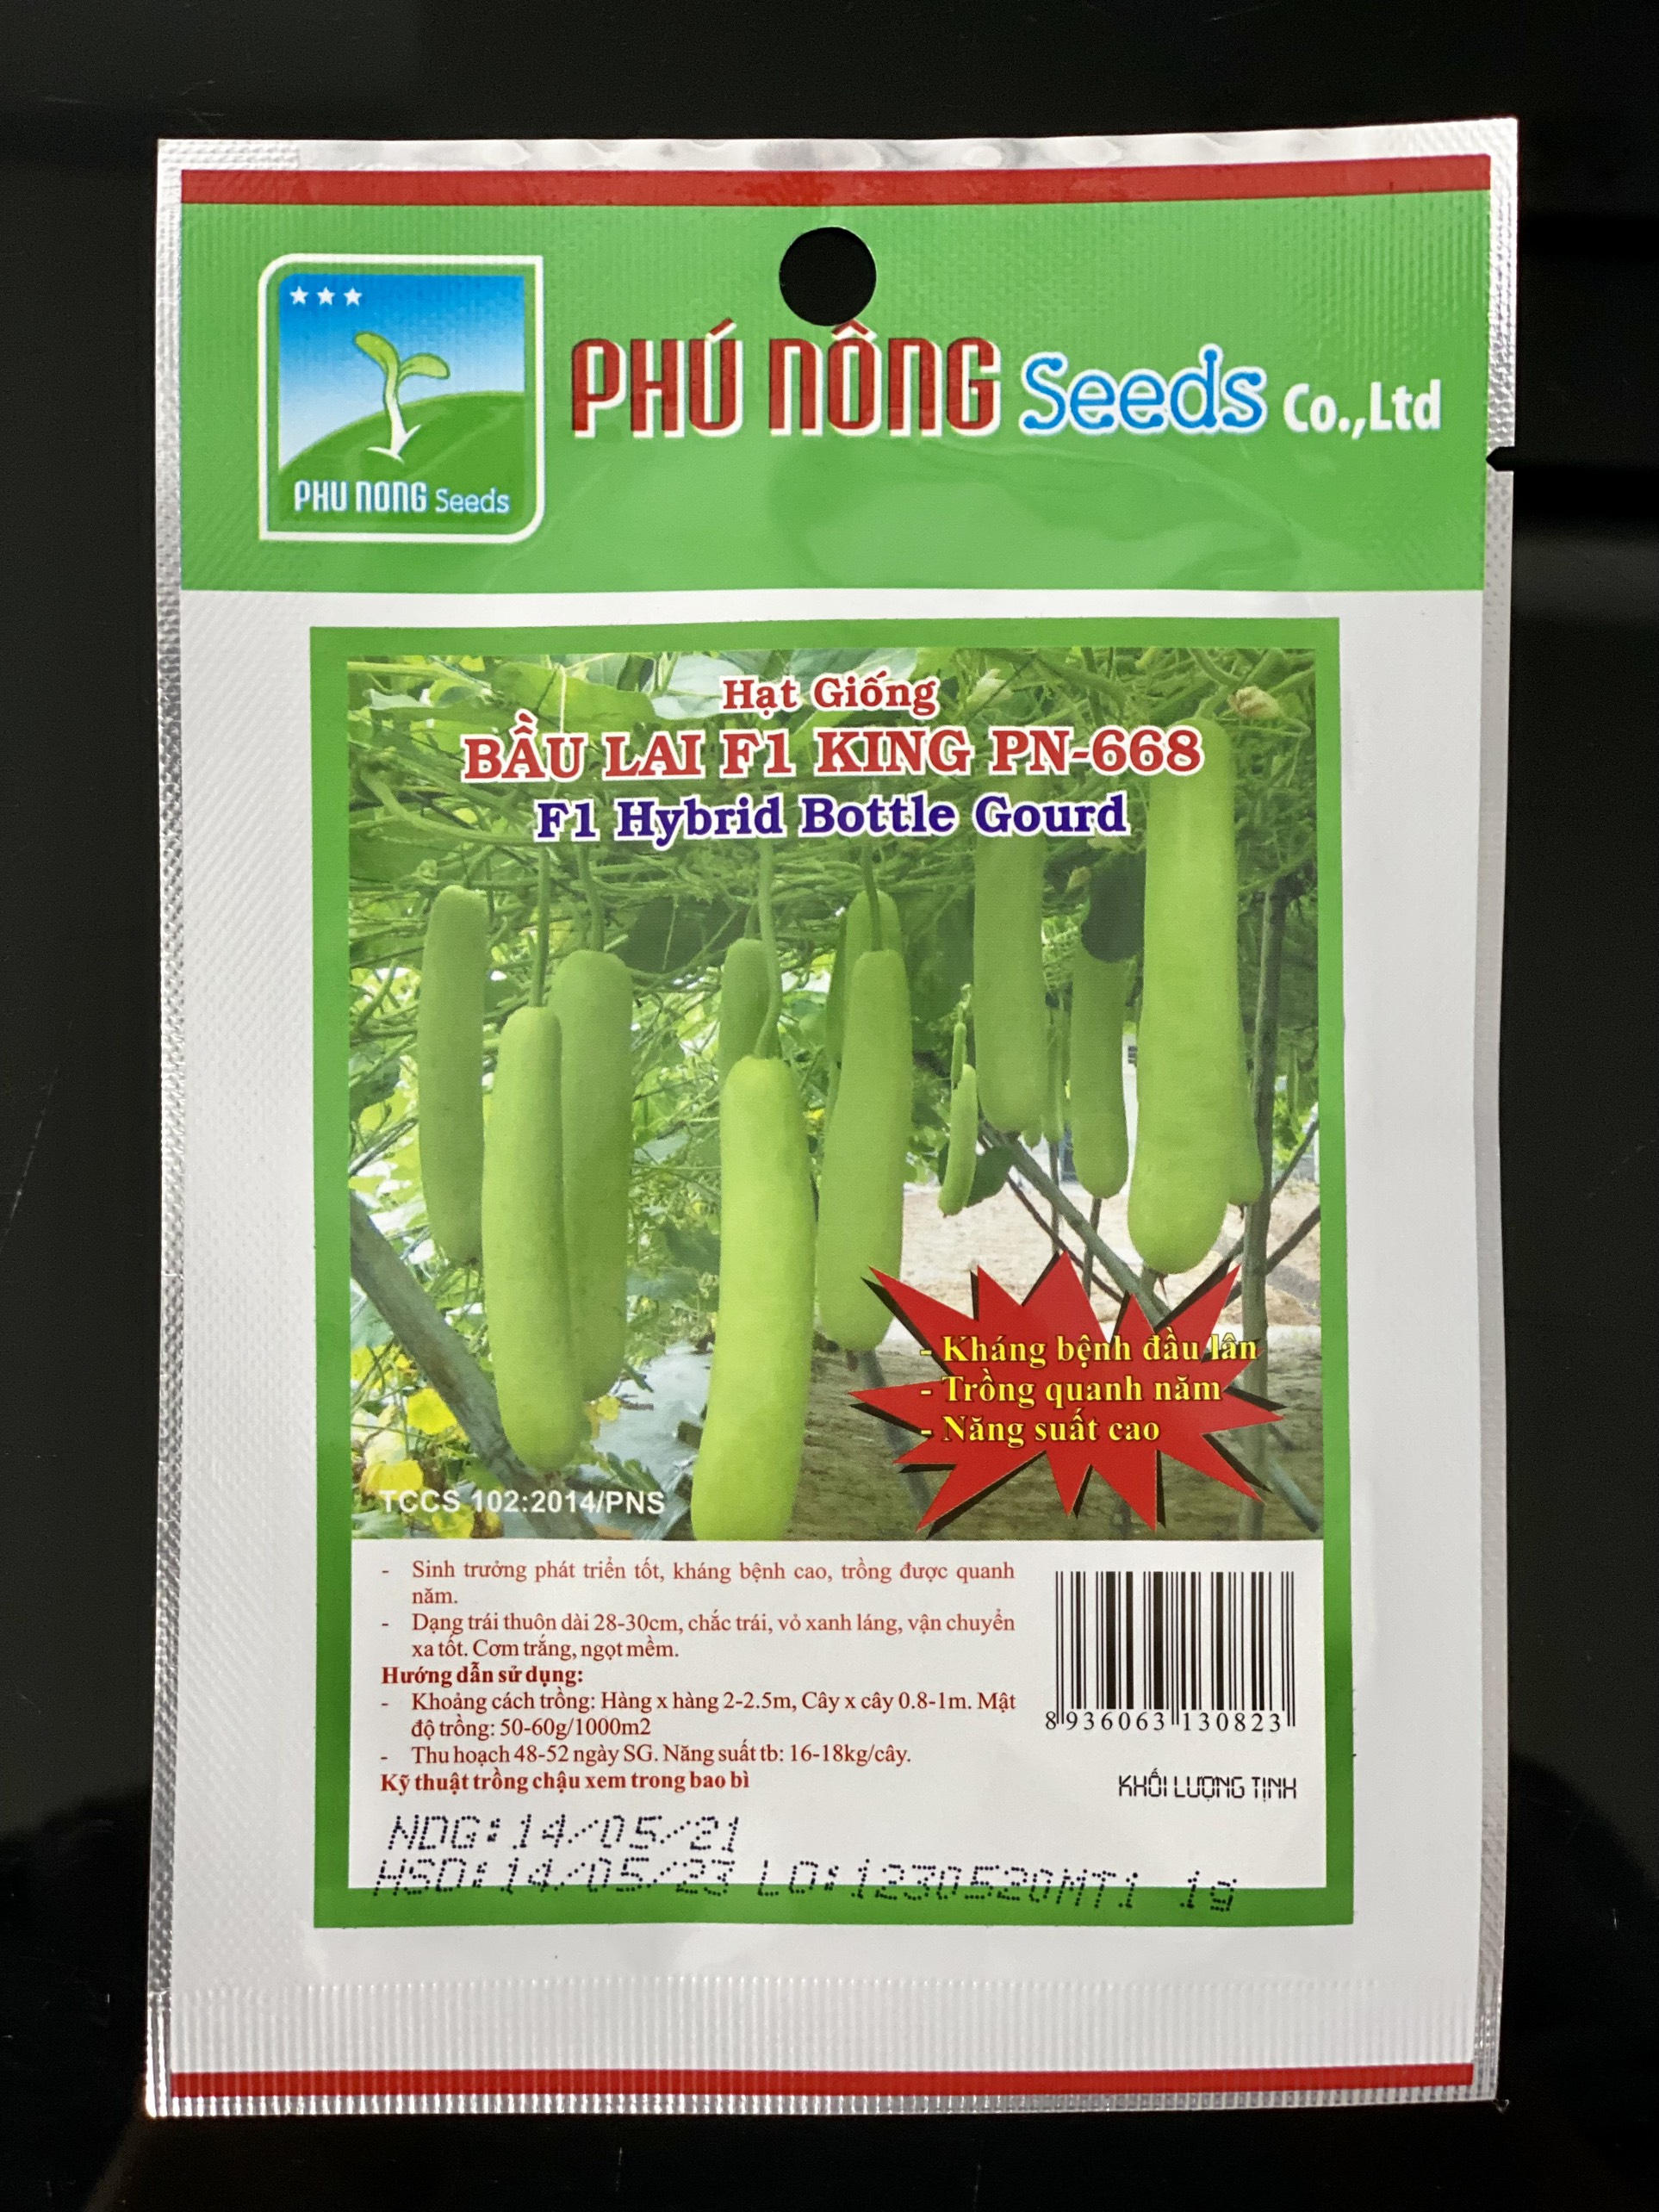 PHÚ NÔNG Seeds Co.,Ltd
PHU NONG Seeds
Hạt Giống
BẦU LAI F1 KING PN-668
F1 Hybrid Bottle Gourd
- Kháng bệnh đầu lân
- Trồng quanh năm
- Năng suất cao
TCCS 102:2014/PNS
- Sinh trưởng phát triển tốt, kháng bệnh cao, trồng được quanh
năm.
- Dạng trái thuôn dài 28-30cm, chắc trái, vỏ xanh láng, vận chuyển
xa tốt. Cơm trắng, ngọt mềm.
Hướng dẫn sử dụng:
- Khoảng cách trồng: Hàng x hàng 2-2.5m, Cây x cây 0.8-1m. Mật
độ trồng: 50-60g/1000m2
- Thu hoạch 48-52 ngày SG. Năng suất tb: 16-18kg/cây.
Kỹ thuật trồng chậu xem trong bao bì
8 936063 130823
KHỐI LƯỢNG TỊNH
NDG:14/05/21
HSD:14/05/23 LO:1230520MT1 1g